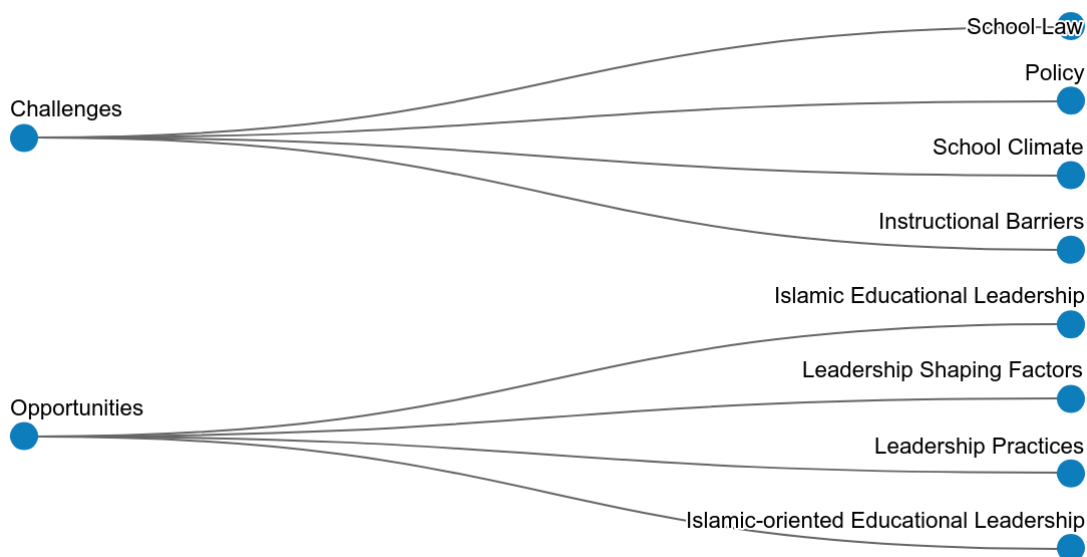 School Law
Policy
Challenges
School Climate
Instructional Barriers
Islamic Educational Leadership
Leadership Shaping Factors
Opportunities
Leadership Practices
Islamic-oriented Educational Leadership